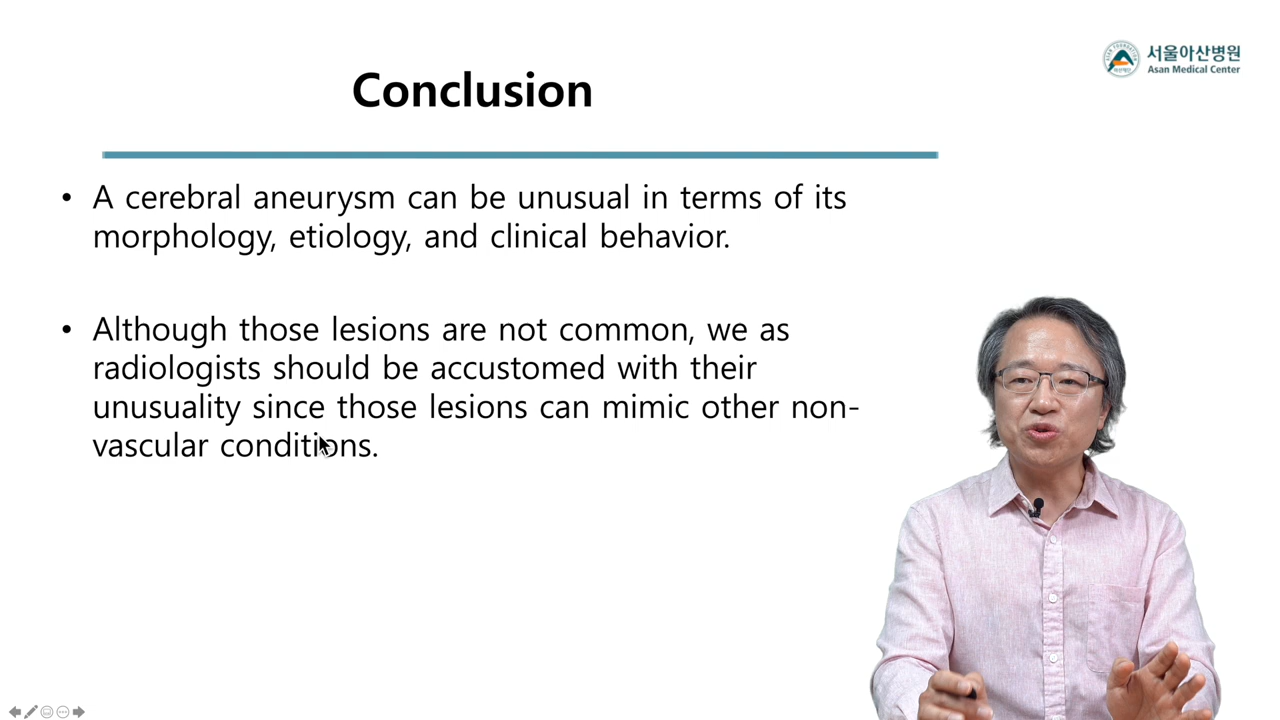 서울아산병원
Asan Medical Center
Conclusion
• A cerebral aneurysm can be unusual in terms of its
morphology, etiology, and clinical behavior.
• Although those lesions are not common, we as
radiologists should be accustomed with their
unusuality since those lesions can mimic other non-
vascular conditions.